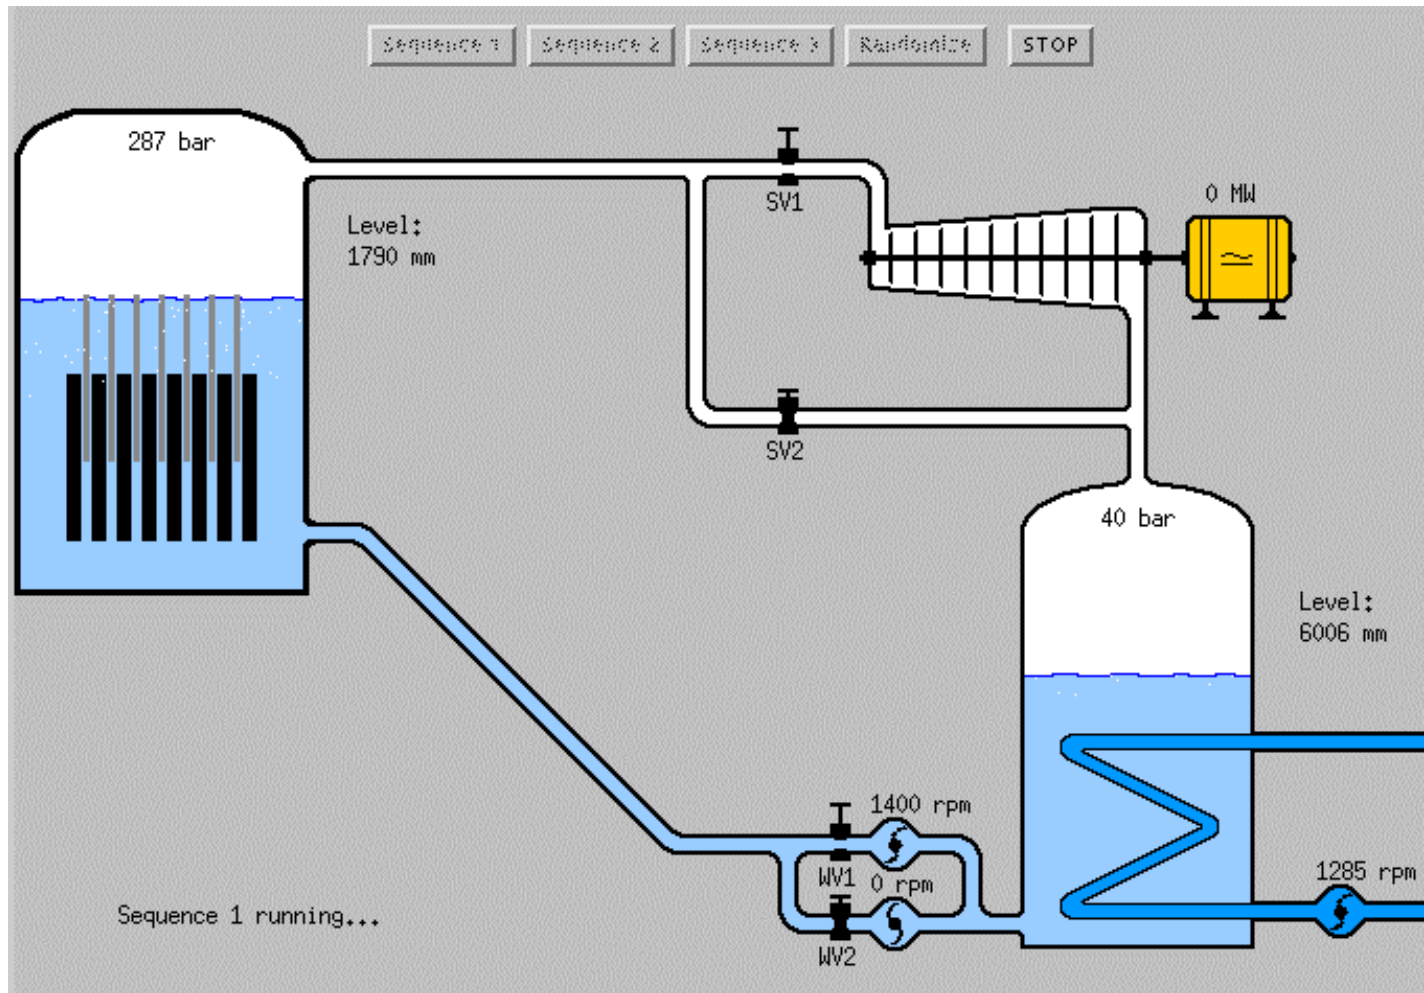 Sequence 1
Sequence 2
Sequence 3
Randomize
STOP
287 bar
Level:
1790 mm
SV1
0 MW
SV2
40 bar
Level:
6006 mm
1400 rpm
WV1
0 rpm
1285 rpm
Sequence 1 running...
WV2